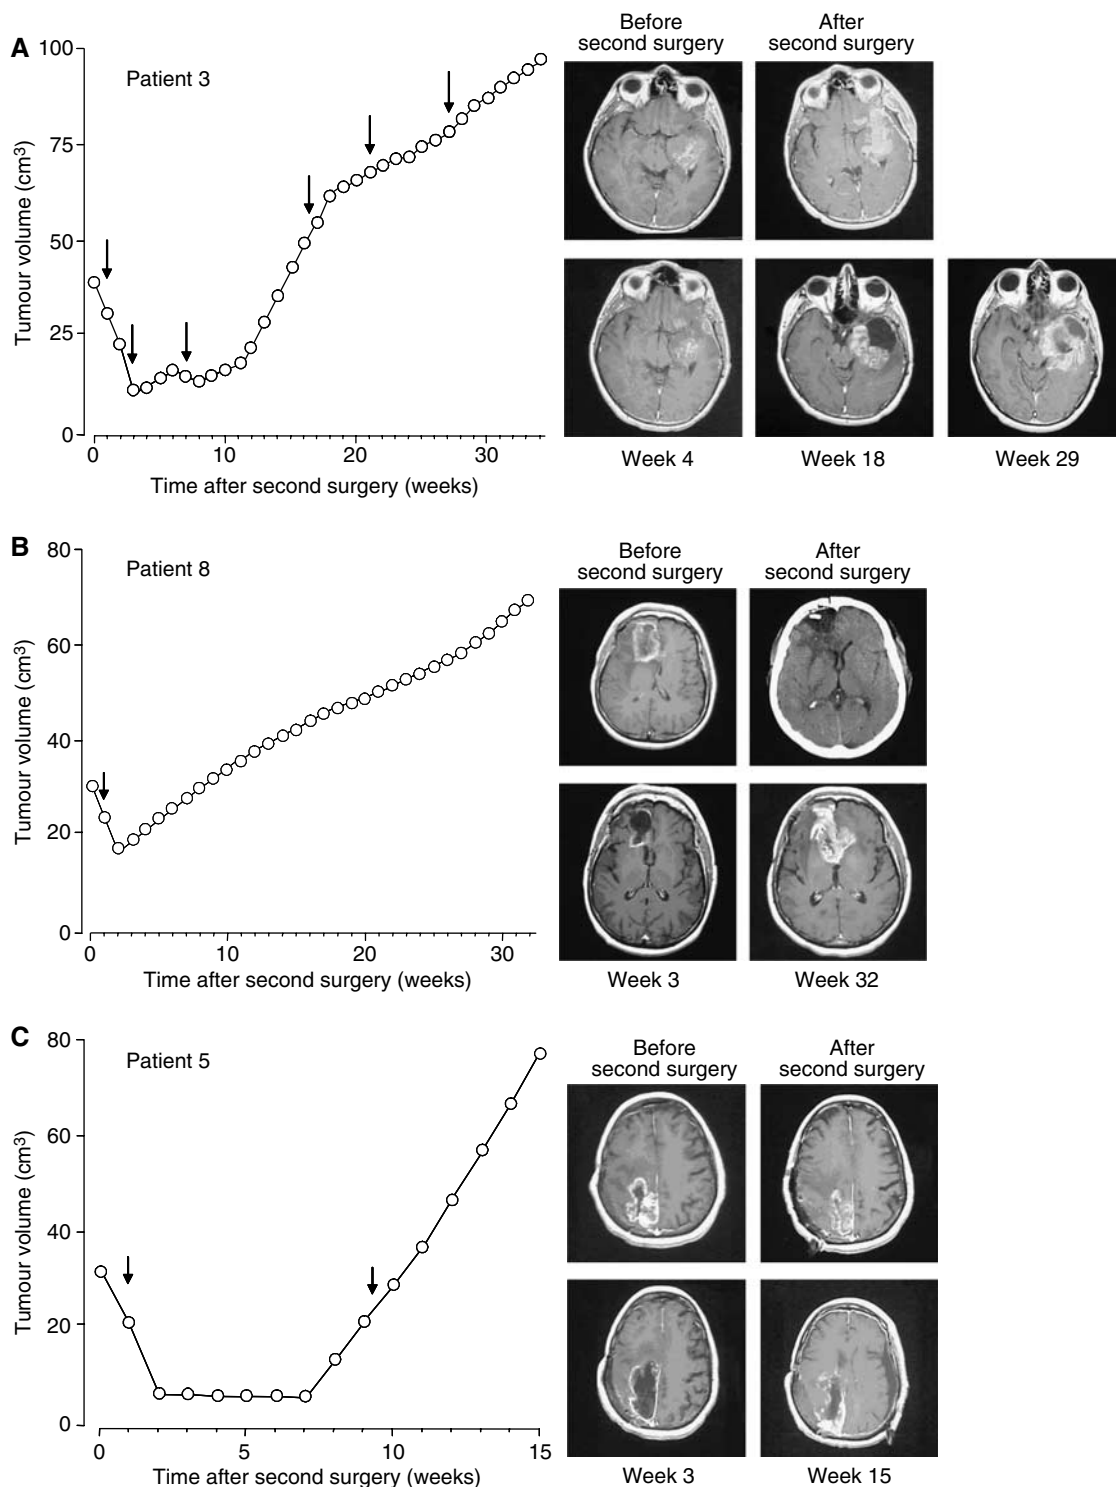 A
Patient 3
Tumour volume (cm³)
100
75
50
25
0
0 10 20 30
Time after second surgery (weeks)
Before
second surgery
After
second surgery
Week 4
Week 18
Week 29
B
Patient 8
Tumour volume (cm³)
80
60
40
20
0
0 10 20 30
Time after second surgery (weeks)
Before
second surgery
After
second surgery
Week 3
Week 32
C
Patient 5
Tumour volume (cm³)
80
60
40
20
0
0 5 10 15
Time after second surgery (weeks)
Before
second surgery
After
second surgery
Week 3
Week 15